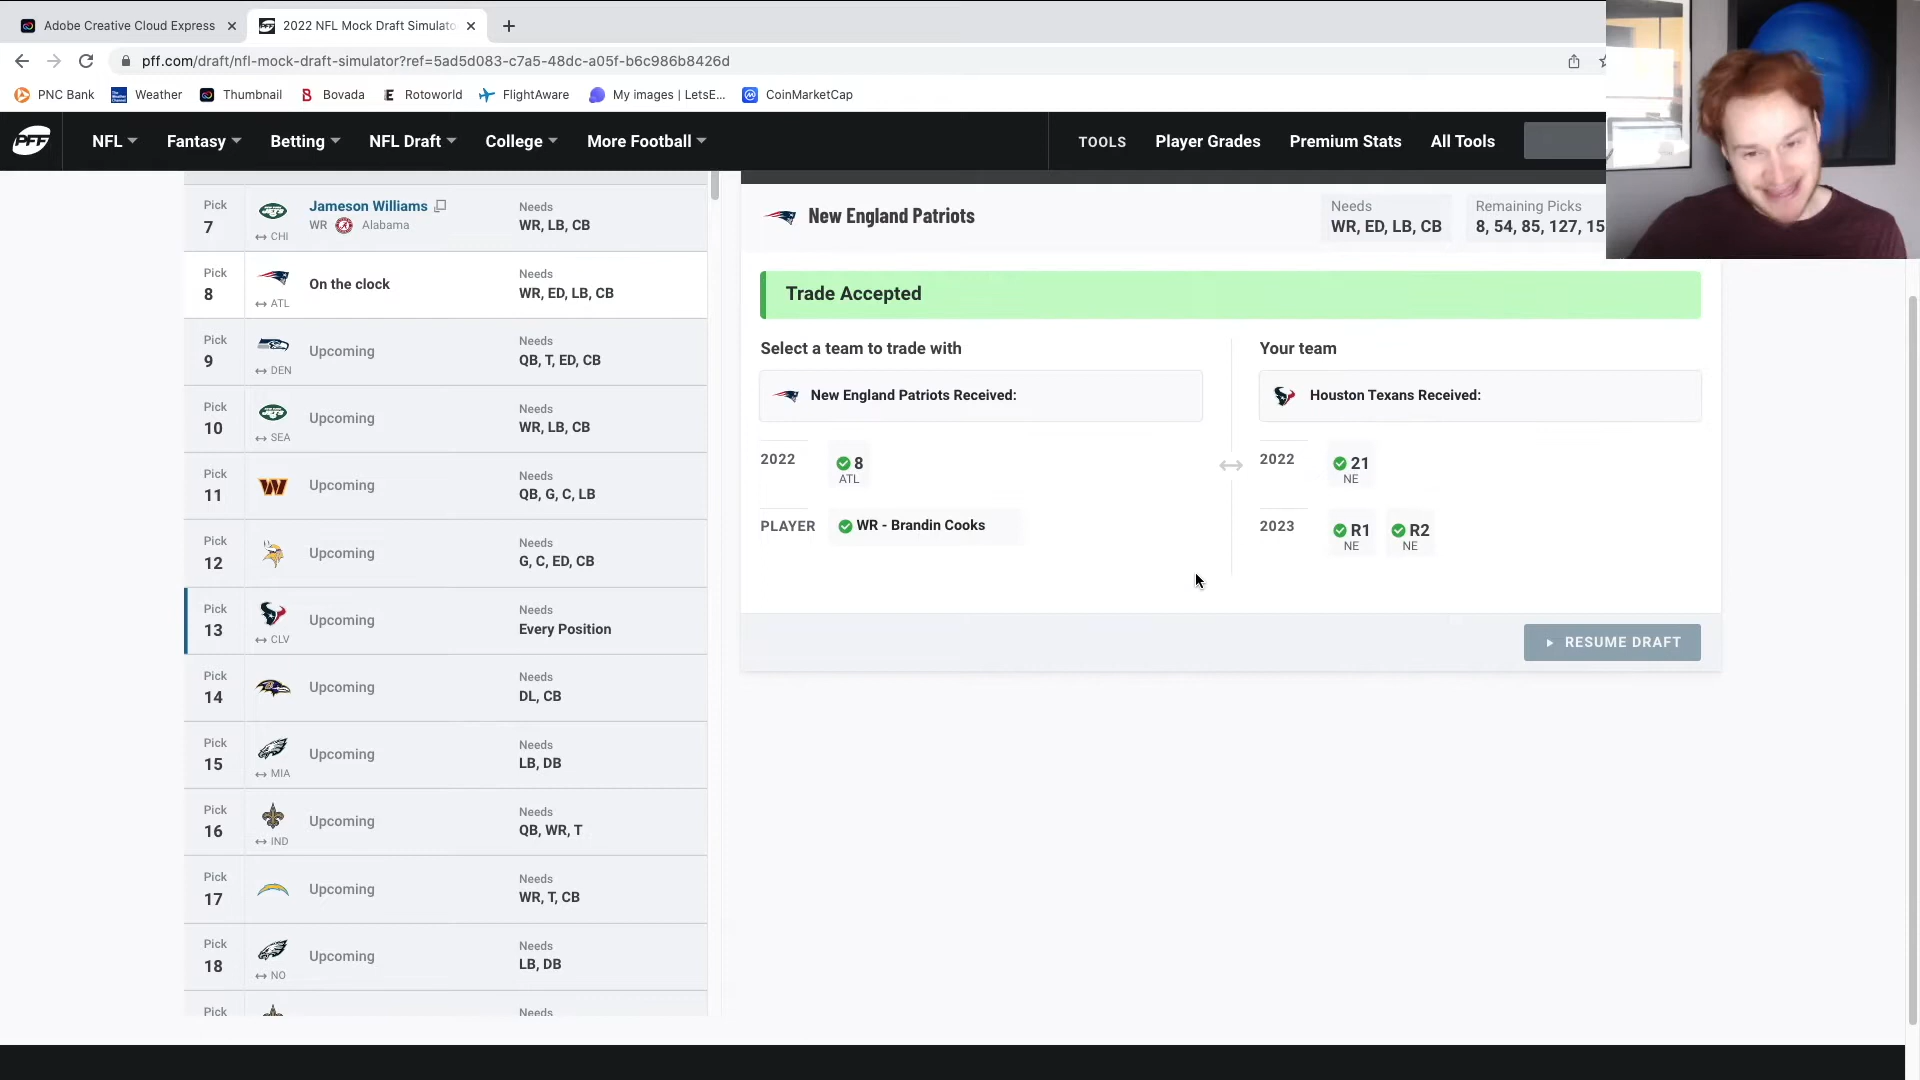 Adobe Creative Cloud Express
2022 NFL Mock Draft Simulato
pff.com/draft/nfl-mock-draft-simulator?ref=5ad5d083-c7a5-48dc-a05f-b6c986b8426d
PNC Bank
Weather
Thumbnail
B Bovada
E Rotoworld
FlightAware
My images | LetsE...
CoinMarketCap
PFF
NFL
Fantasy
Betting
NFL Draft
College
More Football
TOOLS
Player Grades
Premium Stats
All Tools
Pick
7
CHI
Jameson Williams
WR Alabama
Needs
WR, LB, CB
Pick
8
ATL
On the clock
Needs
WR, ED, LB, CB
Pick
9
DEN
Upcoming
Needs
QB, T, ED, CB
Pick
10
SEA
Upcoming
Needs
WR, LB, CB
Pick
11
Upcoming
Needs
QB, G, C, LB
Pick
12
Upcoming
Needs
G, C, ED, CB
Pick
13
CLV
Upcoming
Needs
Every Position
Pick
14
Upcoming
Needs
DL, CB
Pick
15
MIA
Upcoming
Needs
LB, DB
Pick
16
IND
Upcoming
Needs
QB, WR, T
Pick
17
Upcoming
Needs
WR, T, CB
Pick
18
NO
Upcoming
Needs
LB, DB
Pick
Needs
New England Patriots
Needs
WR, ED, LB, CB
Remaining Picks
8, 54, 85, 127, 15
Trade Accepted
Select a team to trade with
New England Patriots Received:
2022
8
ATL
PLAYER
WR - Brandin Cooks
Your team
Houston Texans Received:
2022
21
NE
2023
R1
NE
R2
NE
RESUME DRAFT